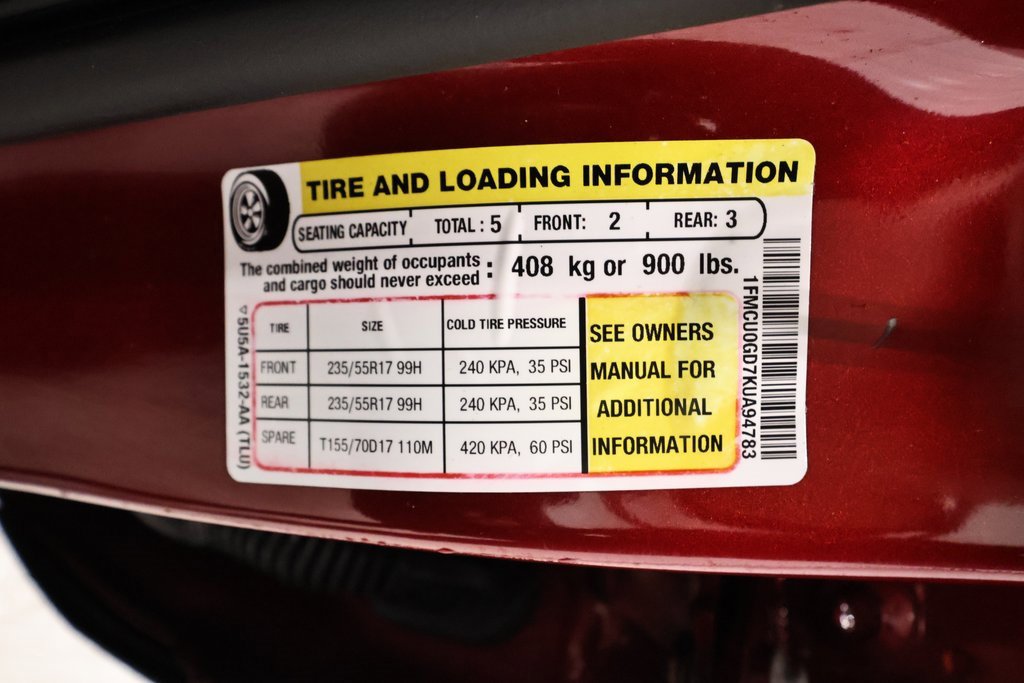 TIRE AND LOADING INFORMATION
SEATING CAPACITY TOTAL : 5 FRONT: 2 REAR: 3
The combined weight of occupants
and cargo should never exceed : 408 kg or 900 lbs.
TIRE SIZE COLD TIRE PRESSURE
FRONT 235/55R17 99H 240 KPA, 35 PSI
REAR 235/55R17 99H 240 KPA, 35 PSI
SPARE T155/70D17 110M 420 KPA, 60 PSI
SEE OWNERS
MANUAL FOR
ADDITIONAL
INFORMATION
5U5A-1532-AA (TLU)
1FMCU0GD7KUA94783